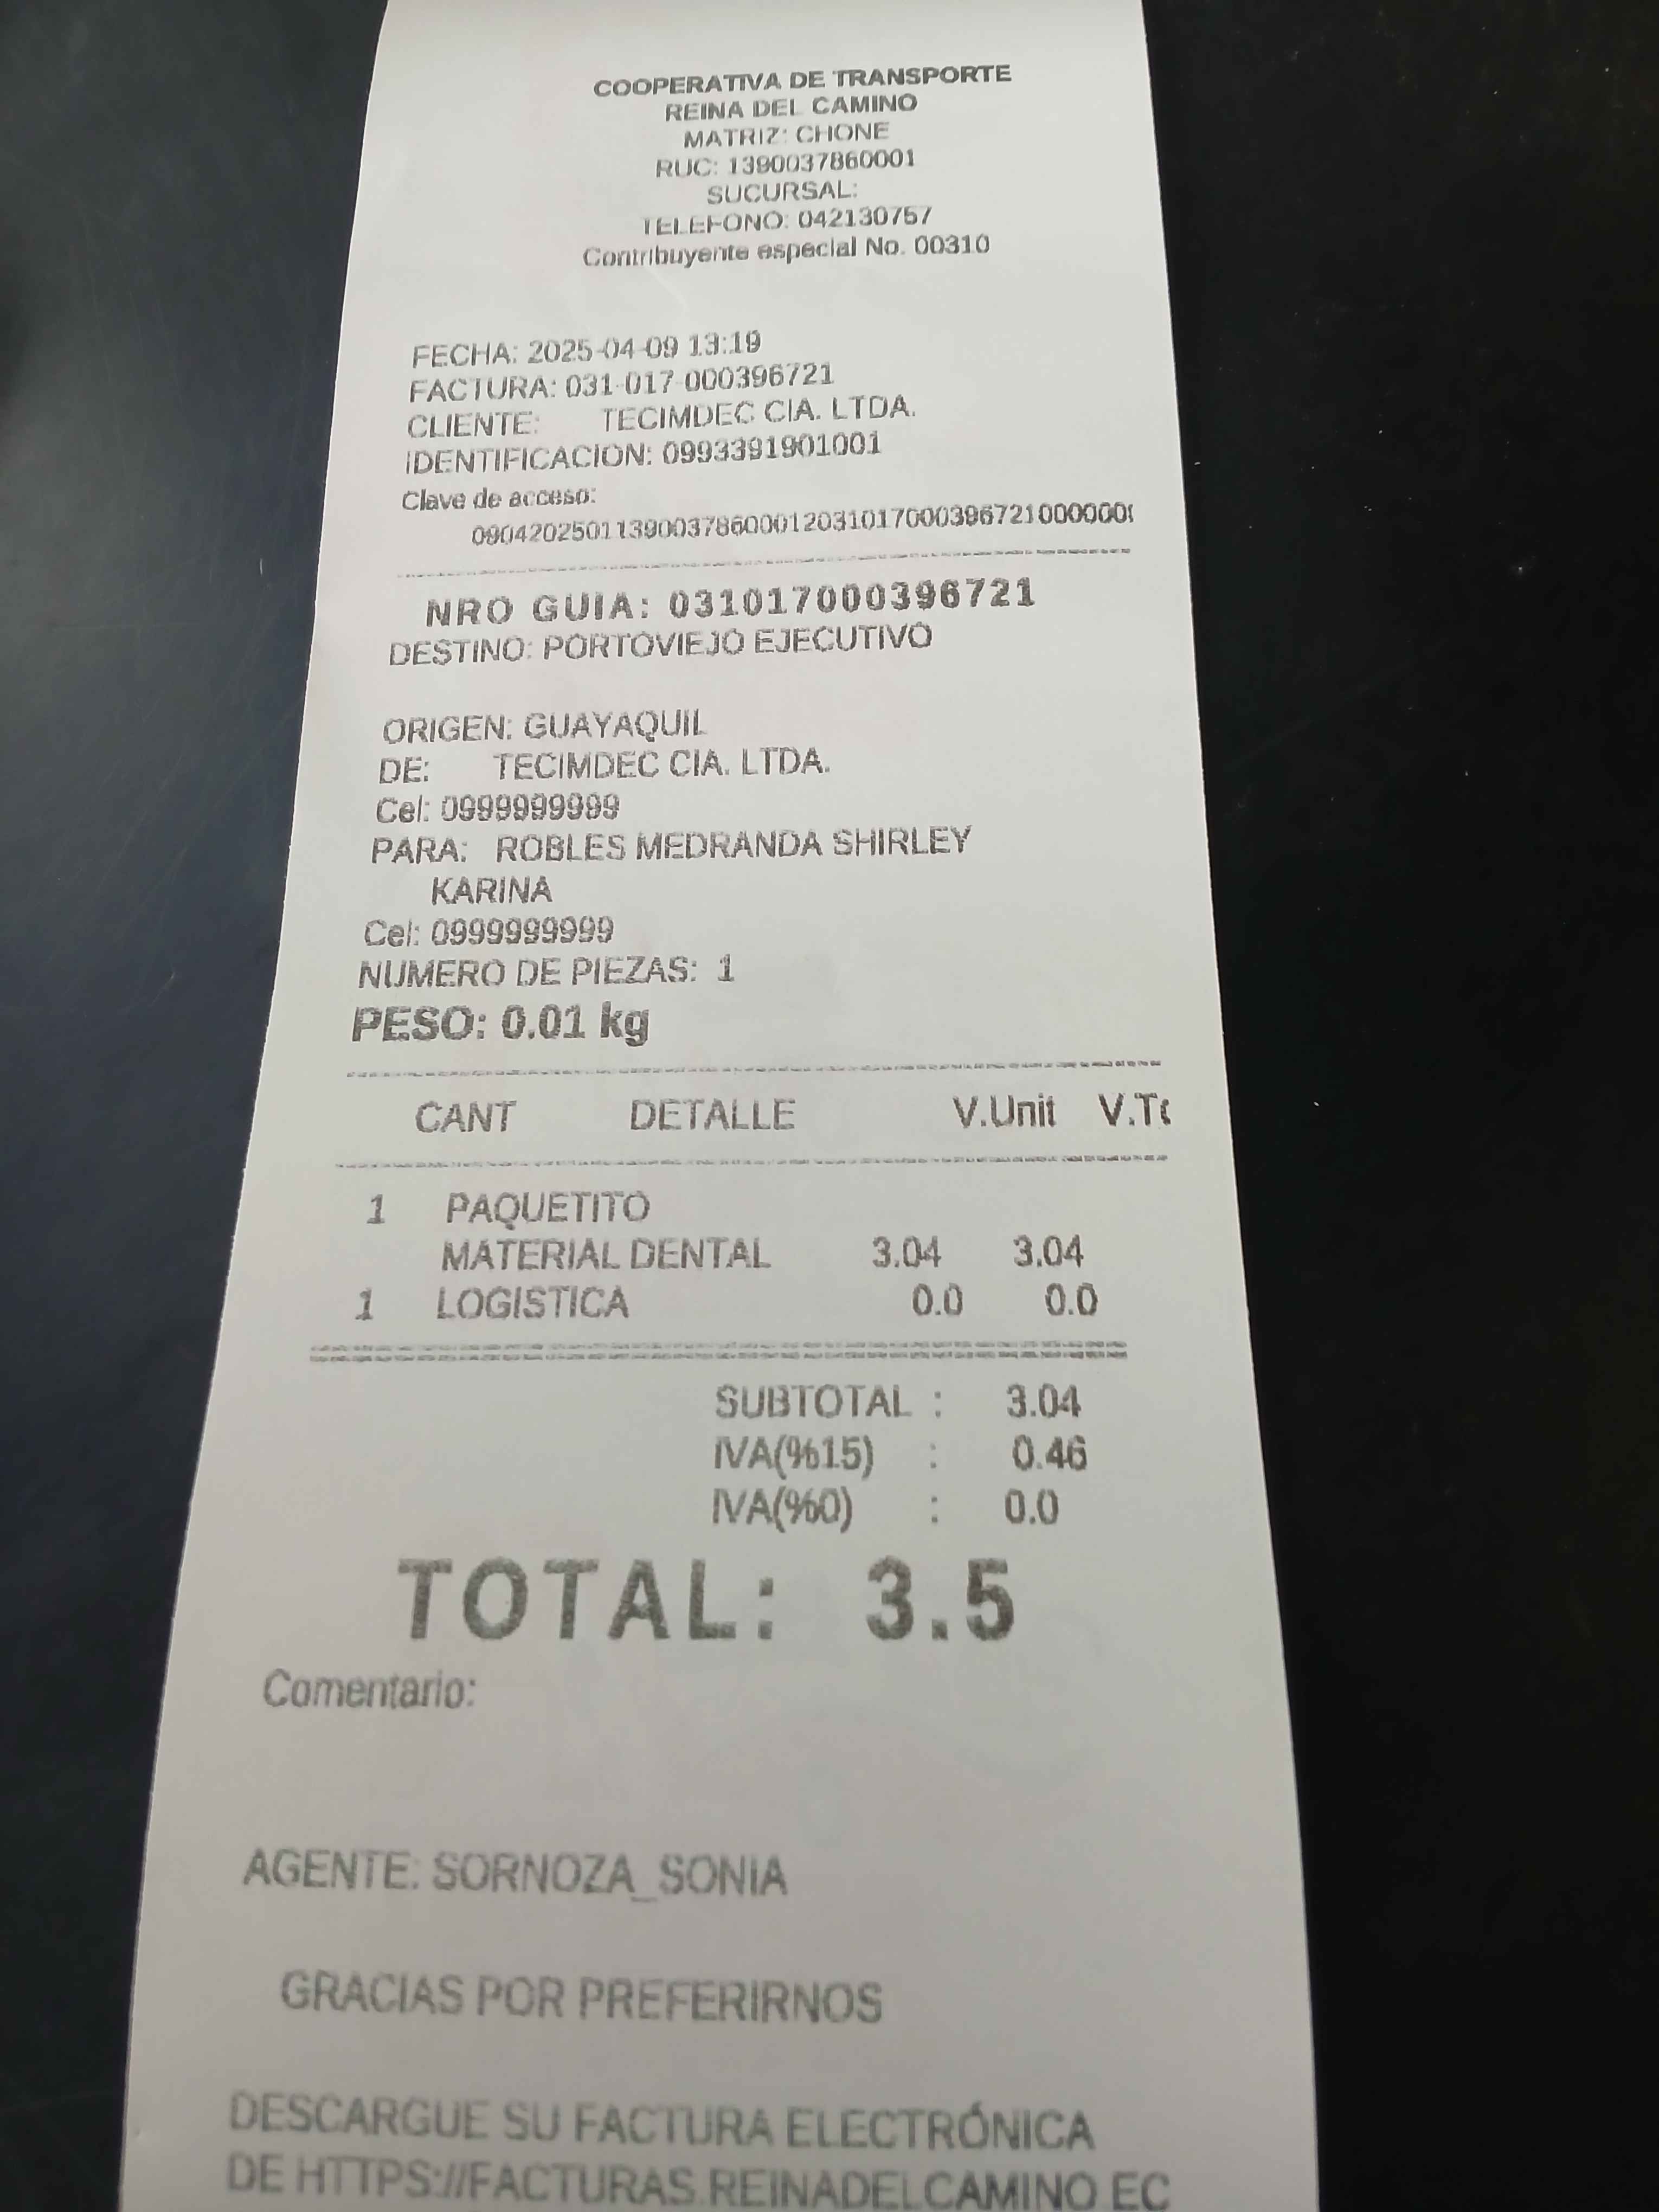 COOPERATIVA DE TRANSPORTE
REINA DEL CAMINO
MATRIZ: CHONE
RUC: 1390037860001
SUCURSAL:
TELEFONO: 042130757
Contribuyente especial No. 00310
FECHA: 2025-04-09 13:19
FACTURA: 031-017-000396721
CLIENTE: TECIMDEC CIA. LTDA.
IDENTIFICACION: 0993391901001
Clave de acceso:
0904202501139003786000120310170003967210000000
NRO GUIA: 031017000396721
DESTINO: PORTOVIEJO EJECUTIVO
ORIGEN: GUAYAQUIL
DE: TECIMDEC CIA. LTDA.
Cel: 0999999999
PARA: ROBLES MEDRANDA SHIRLEY
KARINA
Cel: 0999999999
NUMERO DE PIEZAS: 1
PESO: 0.01 kg
CANT DETALLE V.Unit V.To
1 PAQUETITO
MATERIAL DENTAL 3.04 3.04
1 LOGISTICA 0.0 0.0
SUBTOTAL : 3.04
IVA(%15) : 0.46
IVA(%0) : 0.0
TOTAL: 3.5
Comentario:
AGENTE: SORNOZA_SONIA
GRACIAS POR PREFERIRNOS
DESCARGUE SU FACTURA ELECTRÓNICA
DE HTTPS://FACTURAS.REINADELCAMINO.EC